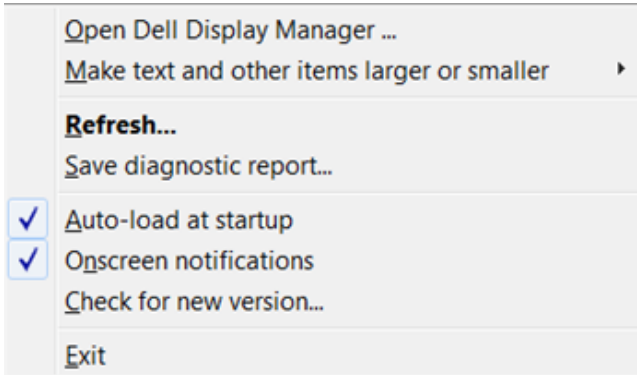 Open Dell Display Manager ...
Make text and other items larger or smaller
Refresh...
Save diagnostic report...
Auto-load at startup
Onscreen notifications
Check for new version...
Exit